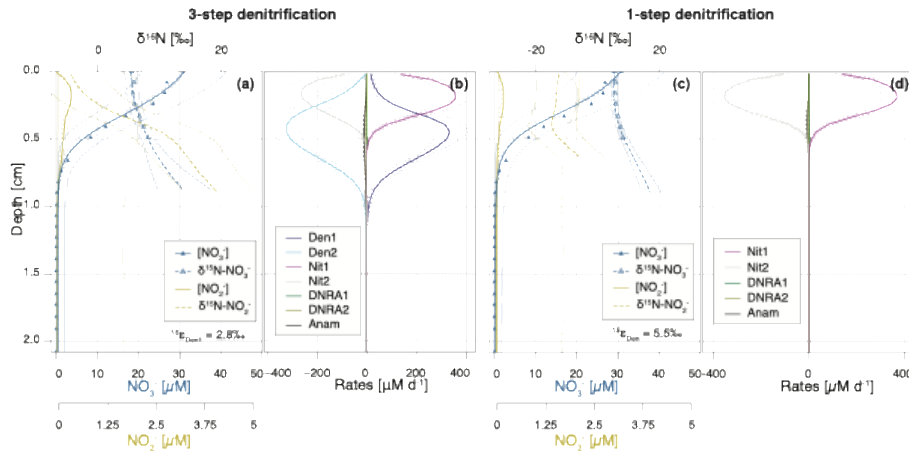 3-step denitrification
1-step denitrification
δ¹⁵N [‰]
δ¹⁵N [‰]
0
20
-20
0
20
0.0
0.5
1.0
1.5
2.0
Depth [cm]
(a)
(b)
(c)
(d)
[NO₃⁻]
δ¹⁵N-NO₃⁻
[NO₂⁻]
δ¹⁵N-NO₂⁻
¹⁵ε = 2.8‰
Den1
Den2
Nit1
Nit2
DNRA1
DNRA2
Anam
[NO₃⁻]
δ¹⁵N-NO₃⁻
[NO₂⁻]
δ¹⁵N-NO₂⁻
¹⁵ε_Den = 5.5‰
Nit1
Nit2
DNRA1
DNRA2
Anam
0 10 20 30 40 50
-400 -200 0 200 400
0 10 20 30 40 50
-400 0 200 400
NO₃⁻ [µM]
Rates [µM d⁻¹]
NO₃⁻ [µM]
Rates [µM d⁻¹]
0 1.25 2.5 3.75 5
0 1.25 2.5 3.75 5
NO₂⁻ [µM]
NO₂⁻ [µM]